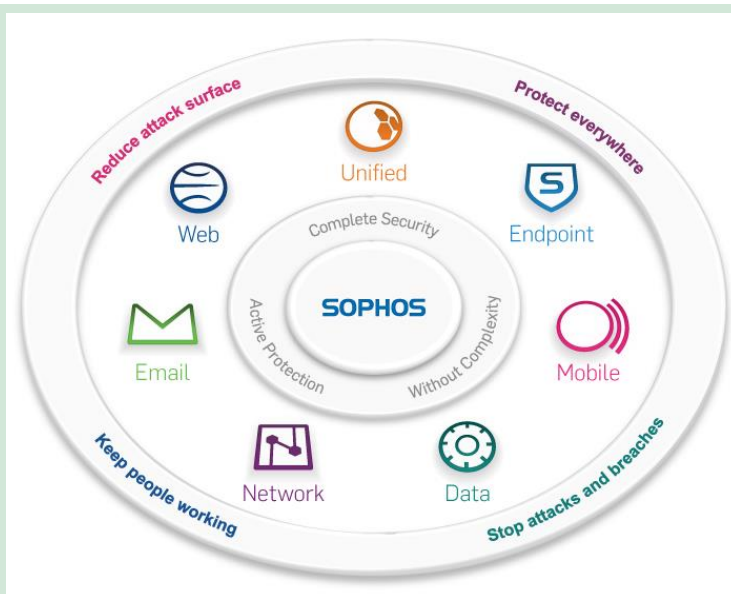 Reduce attack surface
Protect everywhere
Unified
Web
Endpoint
Complete Security
SOPHOS
Active Protection
Without Complexity
Email
Mobile
Network
Data
Keep people working
Stop attacks and breaches